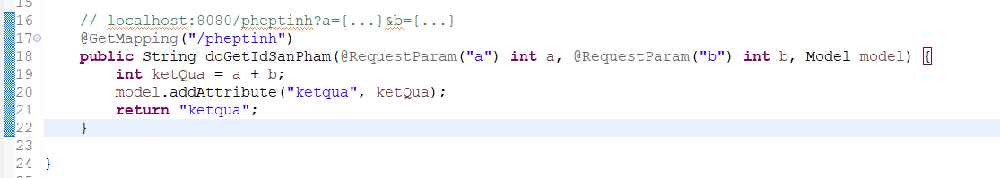 15
16 // localhost:8080/pheptinh?a={...}&b={...}
17 @GetMapping("/pheptinh")
18 public String doGetIdSanPham(@RequestParam("a") int a, @RequestParam("b") int b, Model model) {
19 int ketQua = a + b;
20 model.addAttribute("ketqua", ketQua);
21 return "ketqua";
22 }
23
24 }